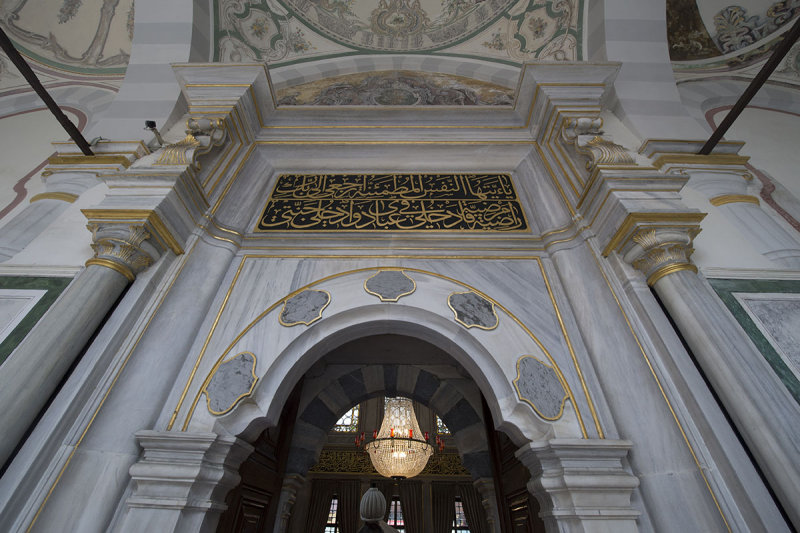 يا أيتها النفس المطمئنة ارجعي إلى ربك
راضية مرضية فادخلي في عبادي وادخلي جنتي